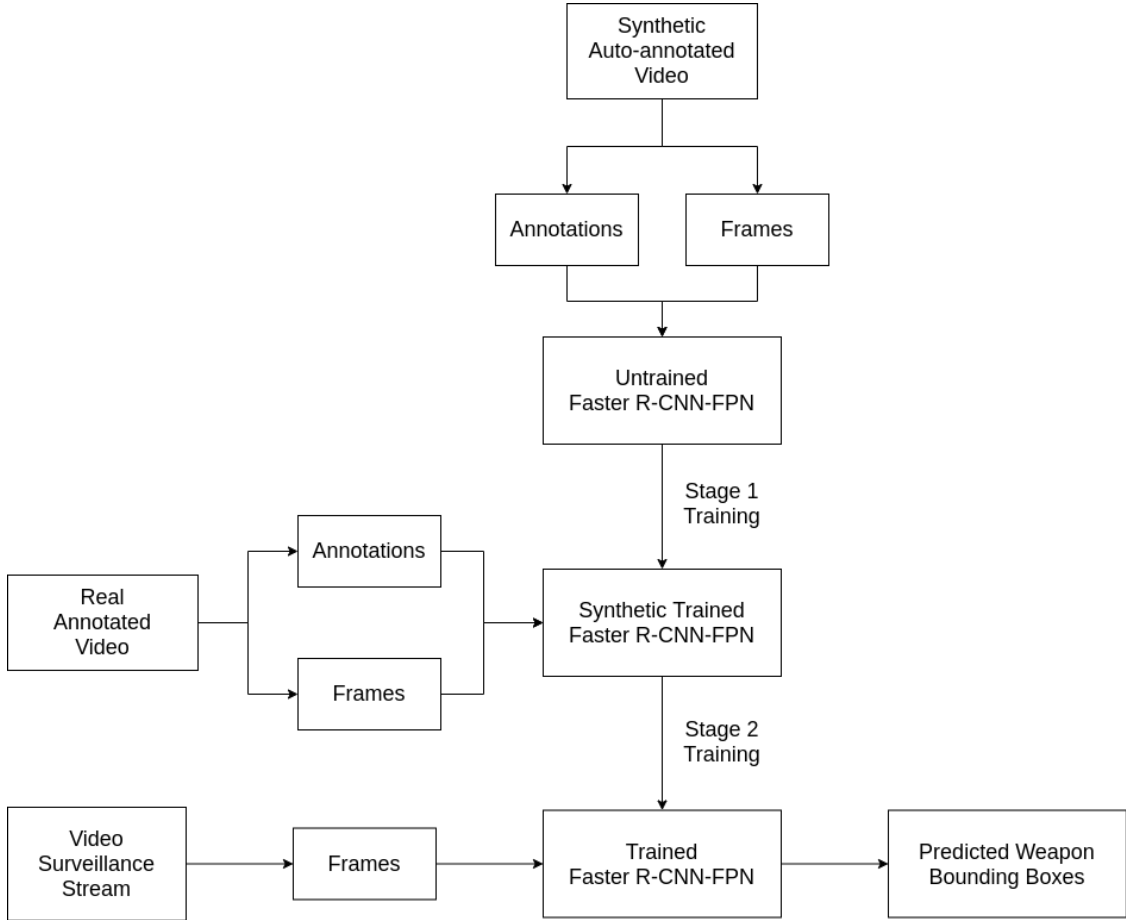 Synthetic
Auto-annotated
Video
Annotations
Frames
Untrained
Faster R-CNN-FPN
Stage 1
Training
Annotations
Real
Annotated
Video
Synthetic Trained
Faster R-CNN-FPN
Frames
Stage 2
Training
Video
Surveillance
Stream
Frames
Trained
Faster R-CNN-FPN
Predicted Weapon
Bounding Boxes